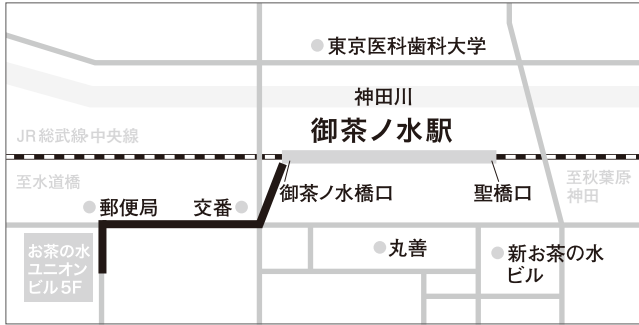 東京医科歯科大学
神田川
御茶ノ水駅
JR総武線・中央線
至水道橋
御茶ノ水橋口
聖橋口
至秋葉原
神田
郵便局
交番
お茶の水
ユニオン
ビル5F
丸善
新お茶の水
ビル